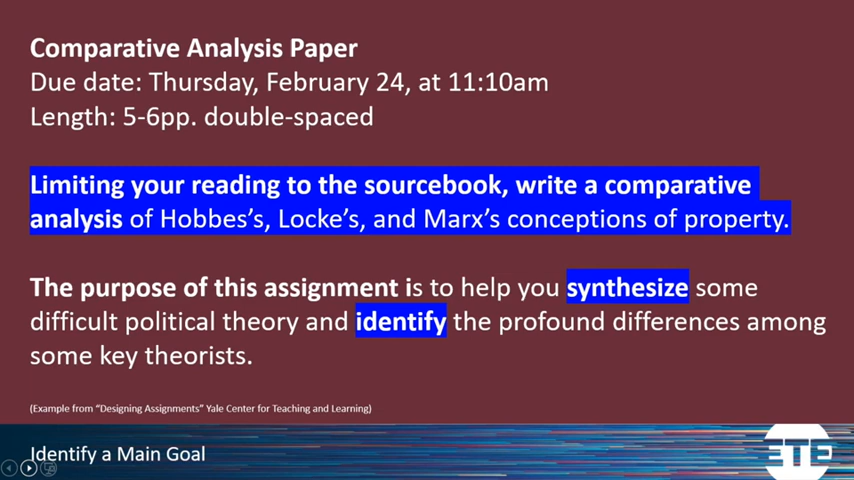 Comparative Analysis Paper
Due date: Thursday, February 24, at 11:10am
Length: 5-6pp. double-spaced
Limiting your reading to the sourcebook, write a comparative
analysis of Hobbes's, Locke's, and Marx's conceptions of property.
The purpose of this assignment is to help you synthesize some
difficult political theory and identify the profound differences among
some key theorists.
(Example from “Designing Assignments” Yale Center for Teaching and Learning)
Identify a Main Goal